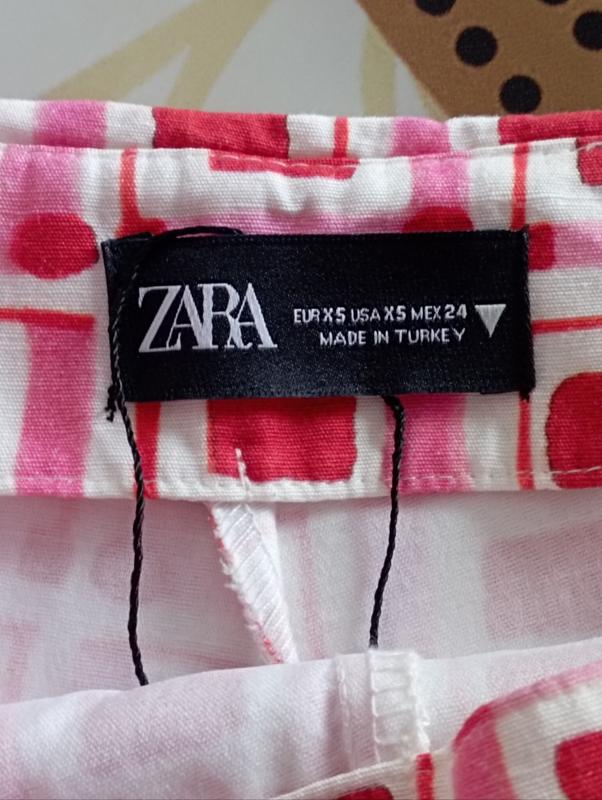 ZARA
EUR XS USA XS MEX 24
MADE IN TURKEY